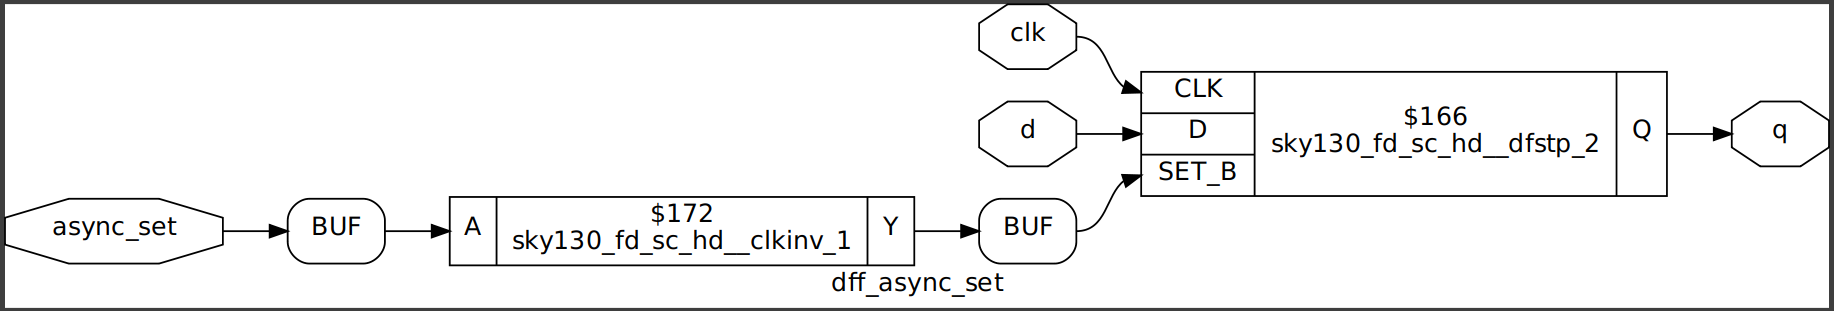 clk
CLK
d
D
SET_B
$166
sky130_fd_sc_hd__dfstp_2
Q
q
async_set
BUF
A
$172
sky130_fd_sc_hd__clkinv_1
Y
BUF
dff_async_set